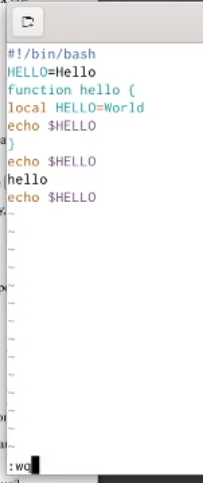 #!/bin/bash
HELLO=Hello
function hello {
local HELLO=World
echo $HELLO
}
echo $HELLO
hello
echo $HELLO
~
~
~
~
~
~
~
~
~
~
~
~
~
~
:wq